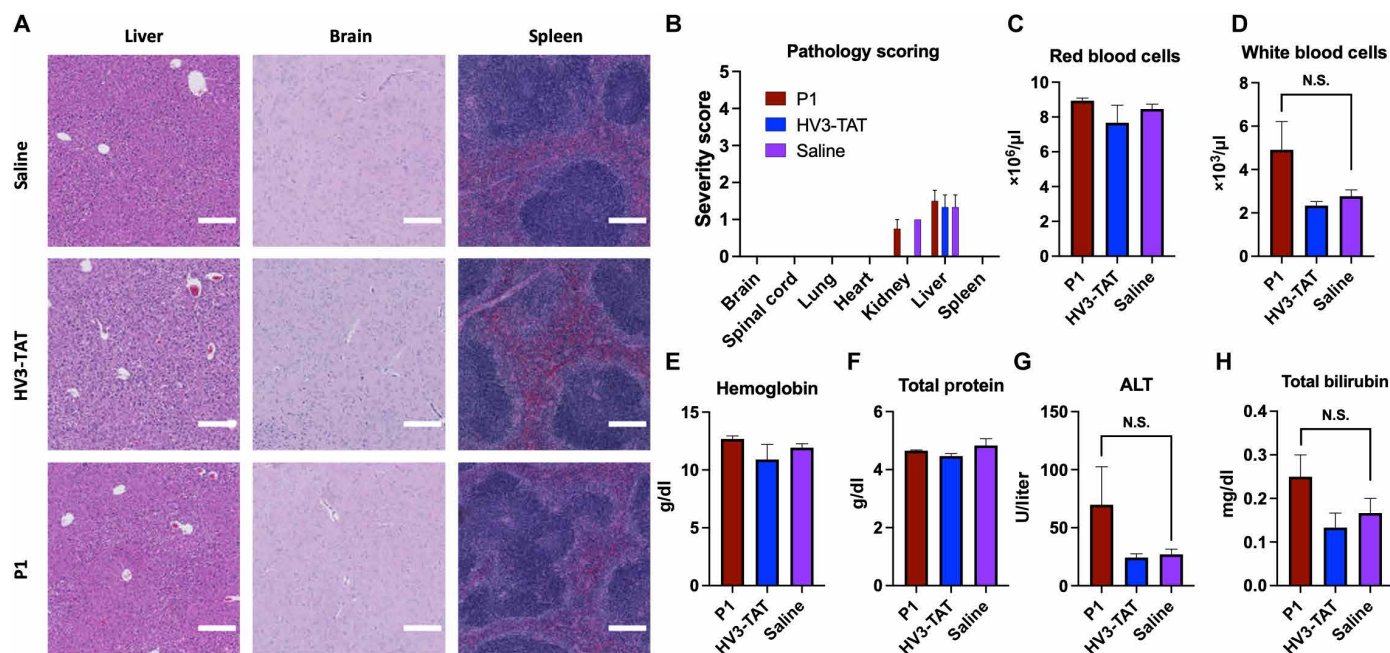 A
Liver
Brain
Spleen
Saline
HV3-TAT
P1
B
Pathology scoring
Severity score
5
4
3
2
1
0
P1
HV3-TAT
Saline
Brain
Spinal cord
Lung
Heart
Kidney
Liver
Spleen
C
Red blood cells
×10⁶/µl
10
8
6
4
2
0
P1
HV3-TAT
Saline
D
White blood cells
N.S.
×10³/µl
8
6
4
2
0
P1
HV3-TAT
Saline
E
Hemoglobin
g/dl
15
10
5
0
P1
HV3-TAT
Saline
F
Total protein
g/dl
6
4
2
0
P1
HV3-TAT
Saline
G
ALT
N.S.
U/liter
150
100
50
0
P1
HV3-TAT
Saline
H
Total bilirubin
N.S.
mg/dl
0.4
0.3
0.2
0.1
0.0
P1
HV3-TAT
Saline